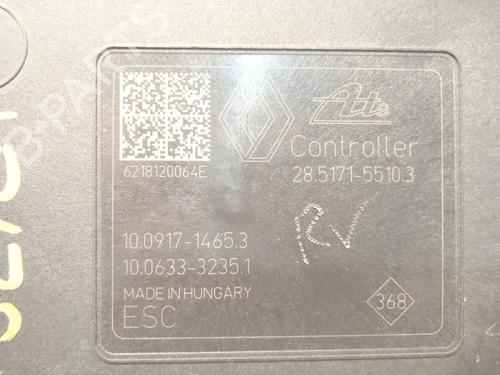 Ate
Controller
6218120064E
28.5171-5510.3
10.0917-1465.3
10.0633-3235.1
MADE IN HUNGARY
ESC
368
B-PARTS